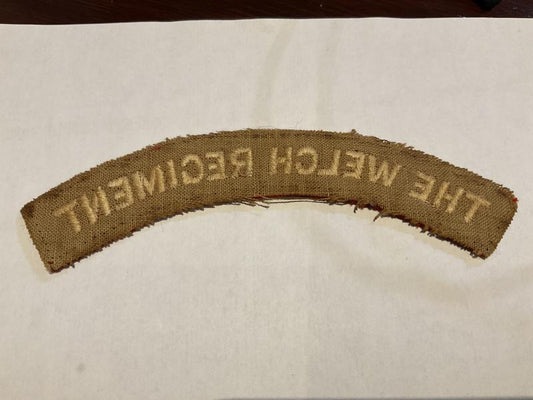 THE WELCH REGIMENT